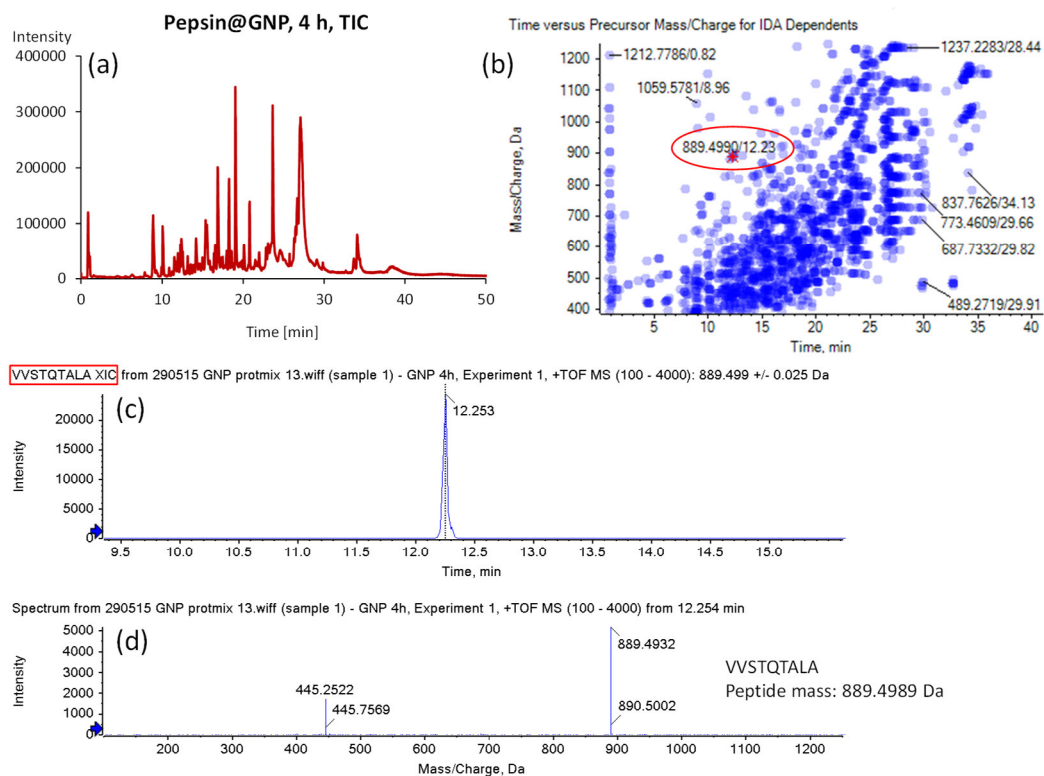 Pepsin@GNP, 4 h, TIC
Intensity
(a)
400000
300000
200000
100000
0
0 10 20 30 40 50
Time [min]
Time versus Precursor Mass/Charge for IDA Dependents
(b)
Mass/Charge, Da
1200
1100
1000
900
800
700
600
500
400
1212.7786/0.82
1237.2283/28.44
1059.5781/8.96
889.4990/12.23
837.7626/34.13
773.4609/29.66
687.7332/29.82
489.2719/29.91
5 10 15 20 25 30 35 40
Time, min
VVSTQTALA XIC from 290515 GNP protmix 13.wiff (sample 1) - GNP 4h, Experiment 1, +TOF MS (100 - 4000): 889.499 +/- 0.025 Da
(c)
Intensity
20000
15000
10000
5000
0
12.253
9.5 10.0 10.5 11.0 11.5 12.0 12.5 13.0 13.5 14.0 14.5 15.0
Time, min
Spectrum from 290515 GNP protmix 13.wiff (sample 1) - GNP 4h, Experiment 1, +TOF MS (100 - 4000) from 12.254 min
(d)
Intensity
5000
4000
3000
2000
1000
0
889.4932
445.2522
445.7569
890.5002
VVSTQTALA
Peptide mass: 889.4989 Da
200 300 400 500 600 700 800 900 1000 1100 1200
Mass/Charge, Da